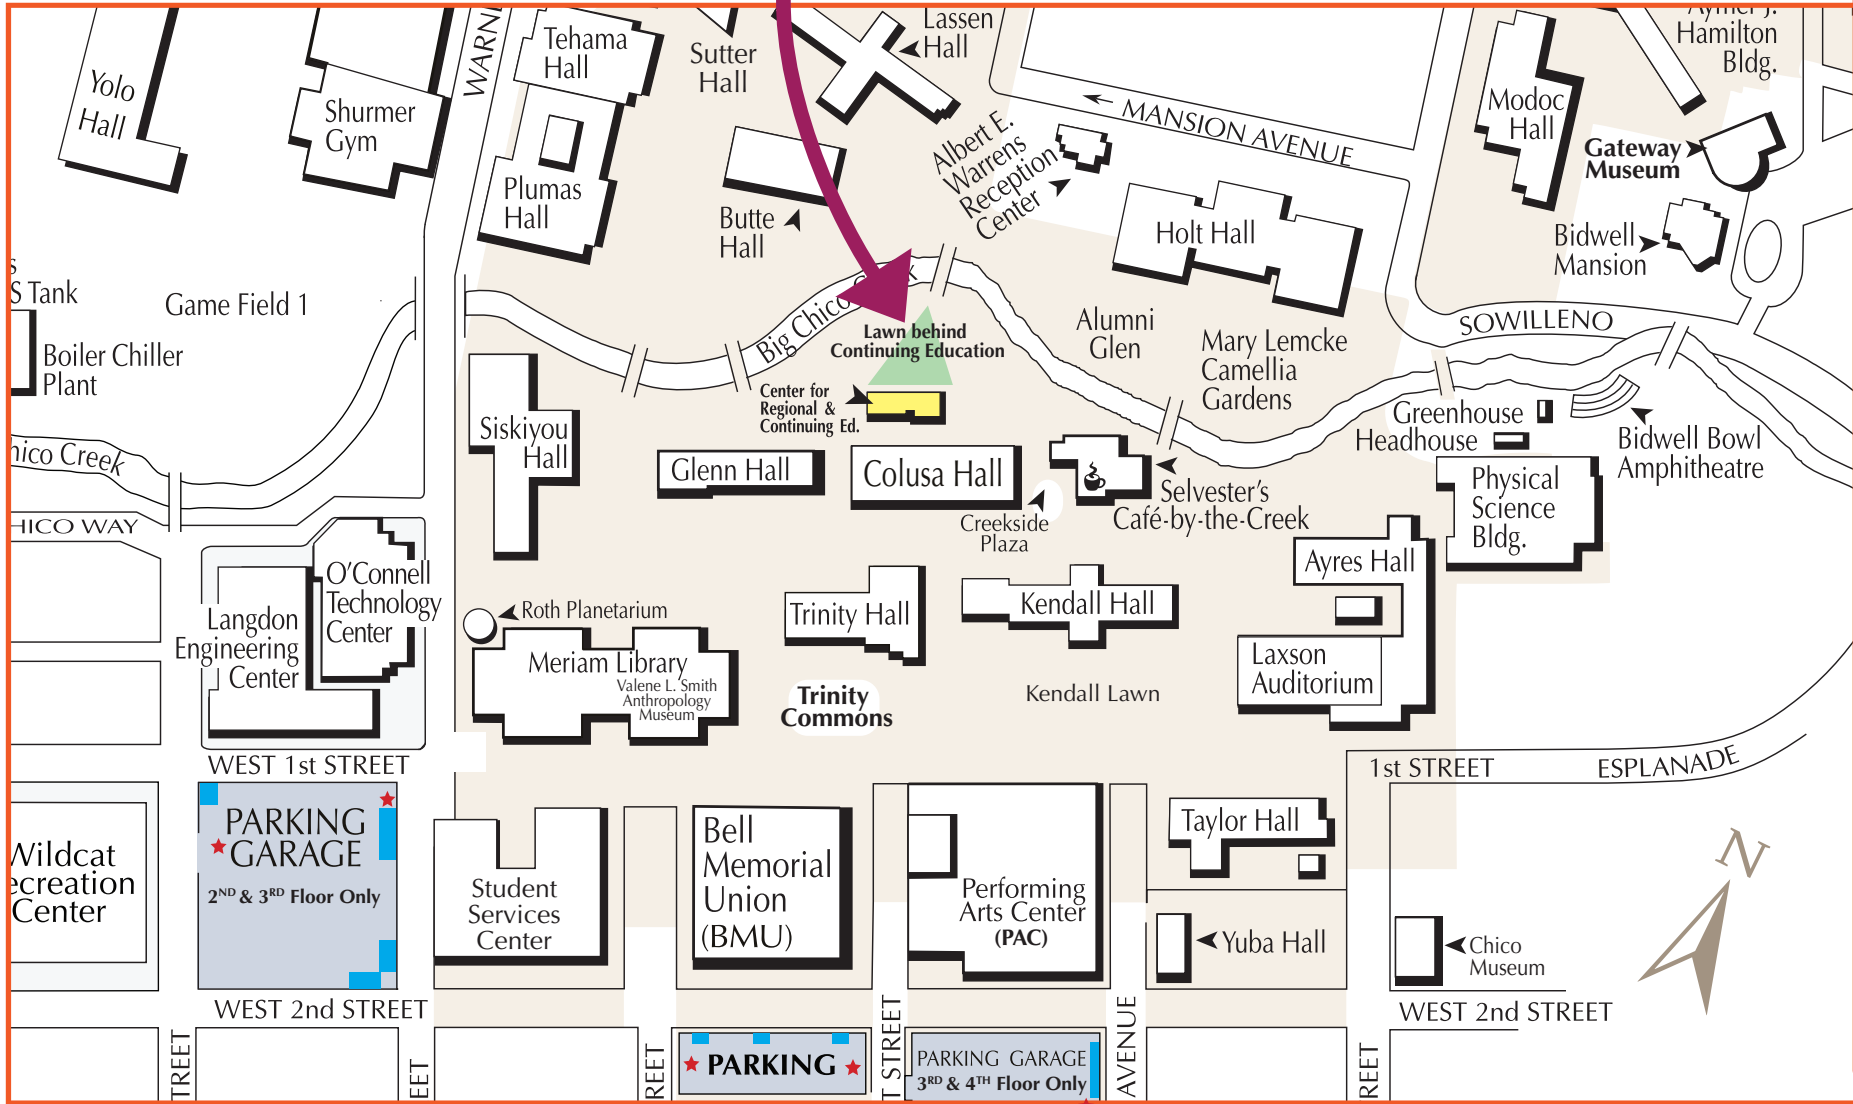 WARN
Tehama
Hall
Sutter
Hall
Lassen
Hall
Hamilton
Bldg.
Yolo
Hall
Shurmer
Gym
Plumas
Hall
Butte
Hall
Albert E.
Warrens
Reception
Center
MANSION AVENUE
Modoc
Hall
Gateway
Museum
Holt Hall
Bidwell
Mansion
S Tank
Game Field 1
Boiler Chiller
Plant
Big Chico
Lawn behind
Continuing Education
Alumni
Glen
Mary Lemcke
Camellia
Gardens
SOWILLENO
Center for
Regional &
Continuing Ed.
Siskiyou
Hall
Glenn Hall
Colusa Hall
Creekside
Plaza
Selvester's
Café-by-the-Creek
Greenhouse
Headhouse
Bidwell Bowl
Amphitheatre
Physical
Science
Bldg.
hico Creek
HICO WAY
O'Connell
Technology
Center
Langdon
Engineering
Center
Roth Planetarium
Meriam Library
Valene L. Smith
Anthropology
Museum
Trinity Hall
Kendall Hall
Ayres Hall
Laxson
Auditorium
Trinity
Commons
Kendall Lawn
WEST 1st STREET
1st STREET
ESPLANADE
PARKING
GARAGE
2ND & 3RD Floor Only
Wildcat
ecreation
Center
Student
Services
Center
Bell
Memorial
Union
(BMU)
Performing
Arts Center
(PAC)
Taylor Hall
Yuba Hall
Chico
Museum
N
WEST 2nd STREET
WEST 2nd STREET
TREET
EET
REET
PARKING
T STREET
PARKING GARAGE
3RD & 4TH Floor Only
AVENUE
REET